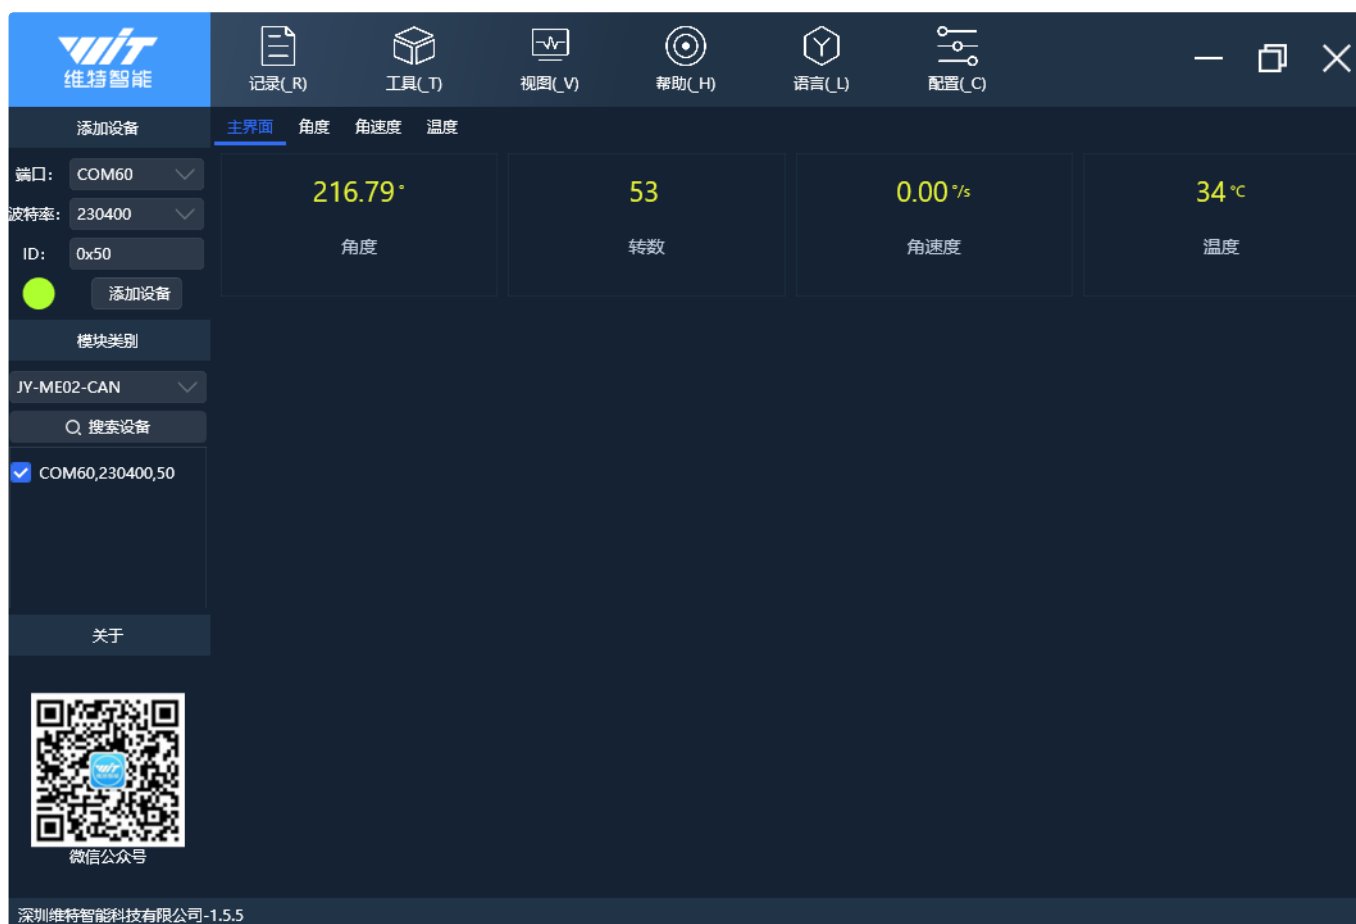 WIT
维特智能
记录(_R)
工具(_T)
视图(_V)
帮助(_H)
语言(_L)
配置(_C)
添加设备
主界面 角度 角速度 温度
端口: COM60
波特率: 230400
ID: 0x50
添加设备
216.79°
角度
53
转数
0.00°/s
角速度
34℃
温度
模块类别
JY-ME02-CAN
搜索设备
COM60,230400,50
关于
微信公众号
深圳维特智能科技有限公司-1.5.5